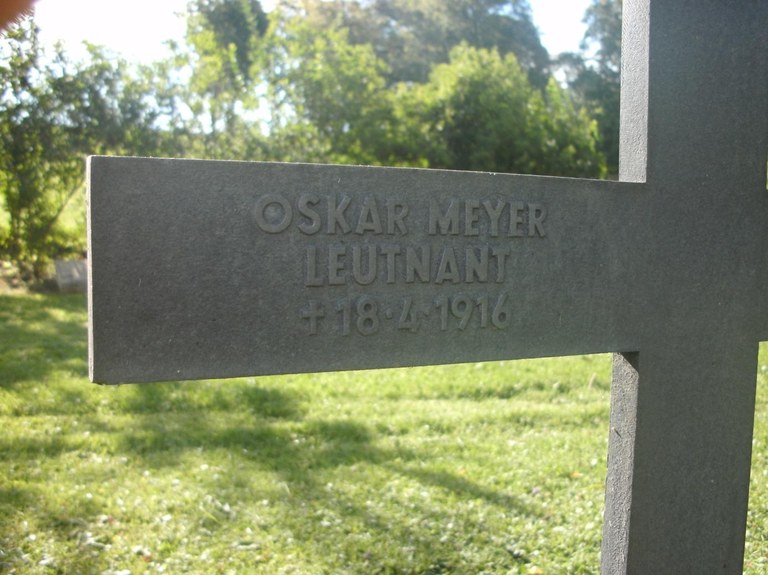 OSKAR MEYER
LEUTNANT
✝ 18·4·1916